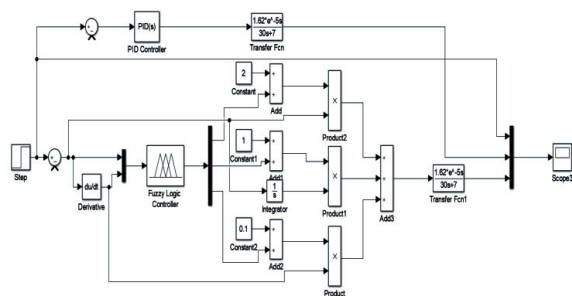 PID(s)
PID Controller
1.62*e^-5s
30s+7
Transfer Fcn
2
Constant
Add
×
Product2
Step
1
Constant1
Add1
du/dt
Derivative
Fuzzy Logic
Controller
1
s
Integrator
×
Product1
Add3
1.62*e^-5s
30s+7
Transfer Fcn1
Scope3
0.1
Constant2
Add2
×
Product